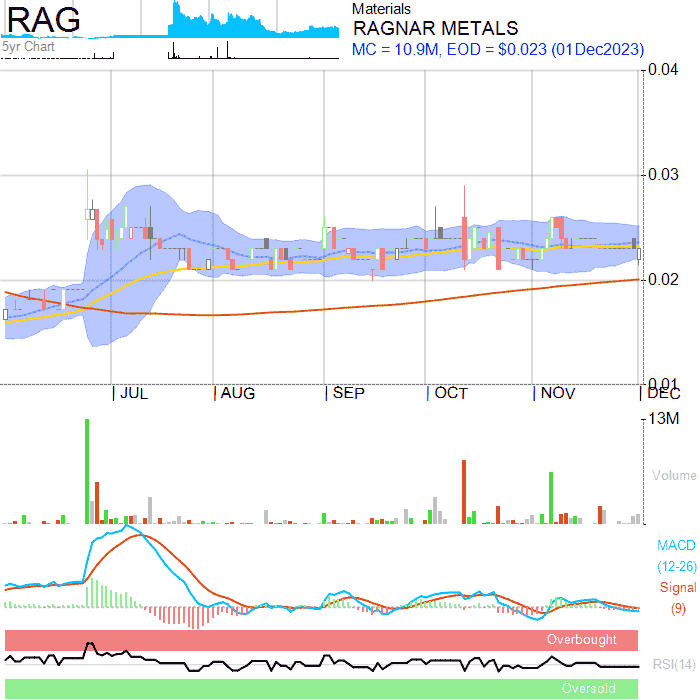 RAG
5yr Chart
Materials
RAGNAR METALS
MC = 10.9M, EOD = $0.023 (01Dec2023)
0.04
0.03
0.02
0.01
JUL
AUG
SEP
OCT
NOV
DEC
13M
Volume
MACD
(12-26)
Signal
(9)
Overbought
RSI(14)
Oversold